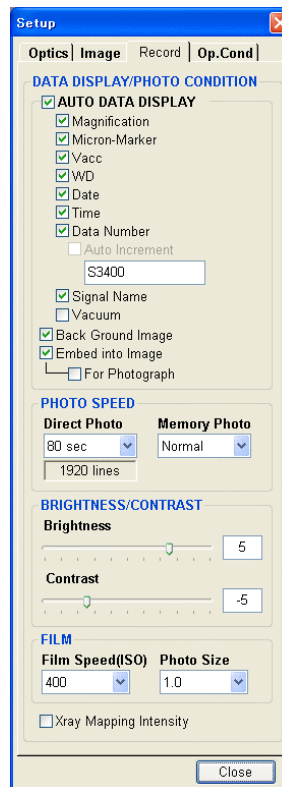 Setup
Optics Image Record Op.Cond
DATA DISPLAY/PHOTO CONDITION
AUTO DATA DISPLAY
Magnification
Micron-Marker
Vacc
WD
Date
Time
Data Number
Auto Increment
S3400
Signal Name
Vacuum
Back Ground Image
Embed into Image
For Photograph
PHOTO SPEED
Direct Photo Memory Photo
80 sec Normal
1920 lines
BRIGHTNESS/CONTRAST
Brightness
5
Contrast
-5
FILM
Film Speed(ISO) Photo Size
400 1.0
Xray Mapping Intensity
Close